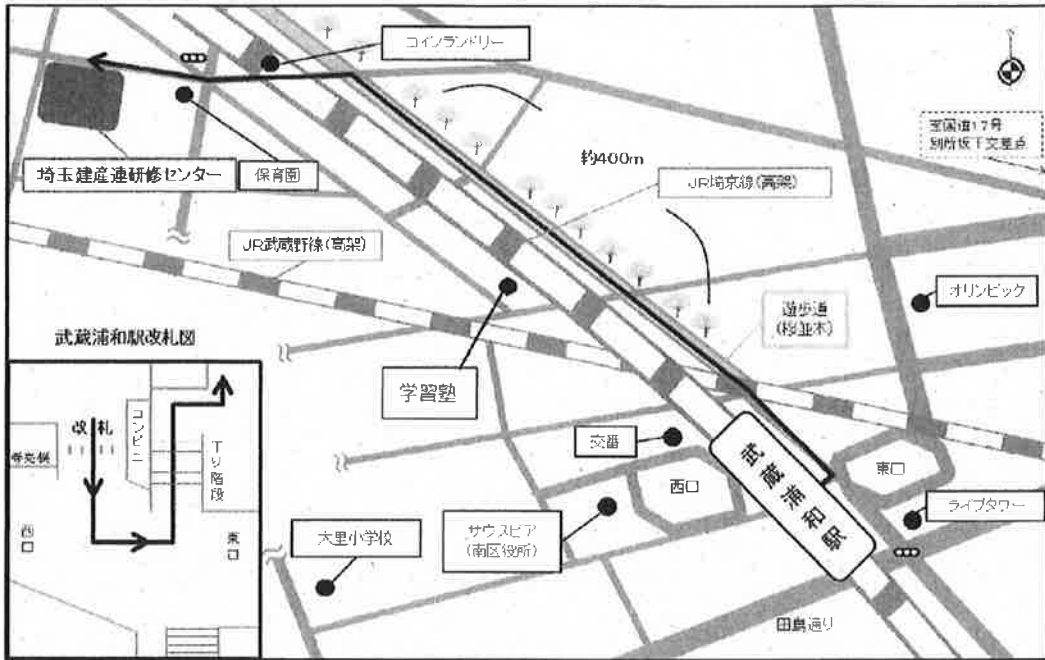 コインランドリー
至国道17号
別所坂下交差点
約400m
埼玉建産連研修センター
保育園
JR埼京線(高架)
JR武蔵野線(高架)
オリンピック
遊歩道
武蔵浦和駅改札図
学習塾
改札
コンビニ
下り階段
西口
東口
交番
西口
武蔵浦和駅
東口
ライブタワー
サウスピア
(南区役所)
大里小学校
田島通り